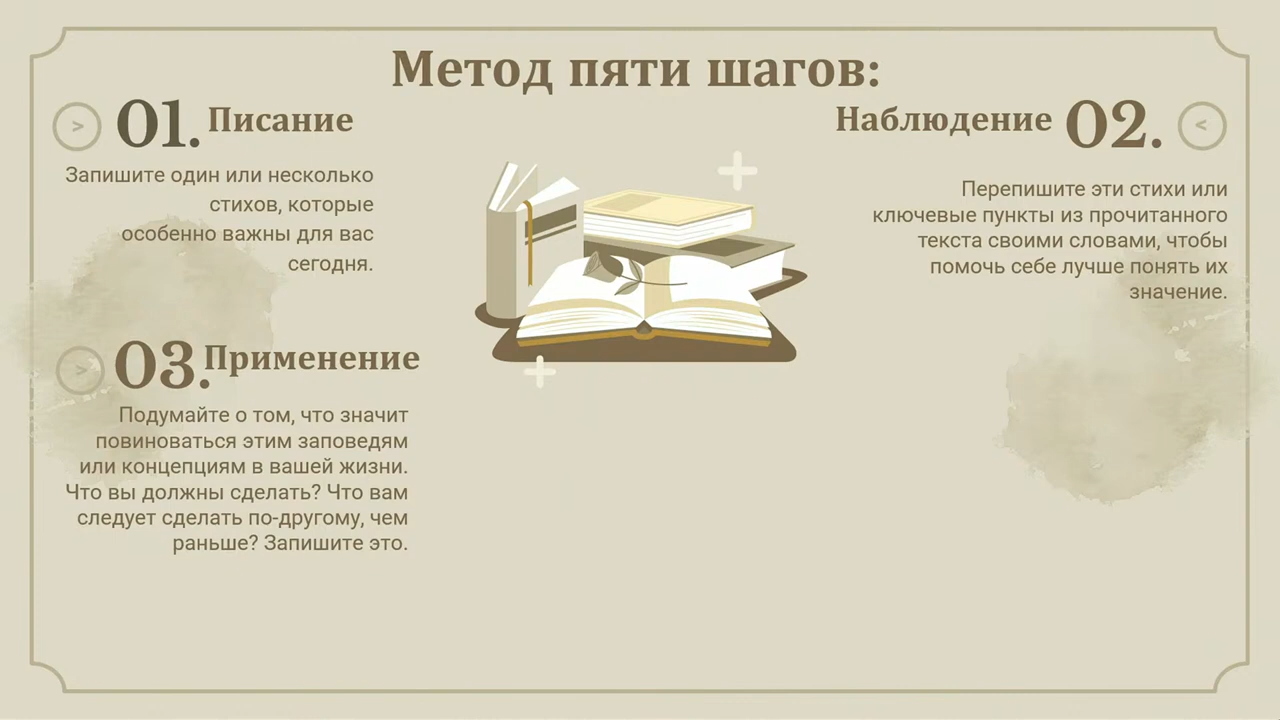 Метод пяти шагов:
> 01. Писание
Запишите один или несколько
стихов, которые
особенно важны для вас
сегодня.
Наблюдение 02. <
Перепишите эти стихи или
ключевые пункты из прочитанного
текста своими словами, чтобы
помочь себе лучше понять их
значение.
> 03. Применение
Подумайте о том, что значит
повиноваться этим заповедям
или концепциям в вашей жизни.
Что вы должны сделать? Что вам
следует сделать по-другому, чем
раньше? Запишите это.